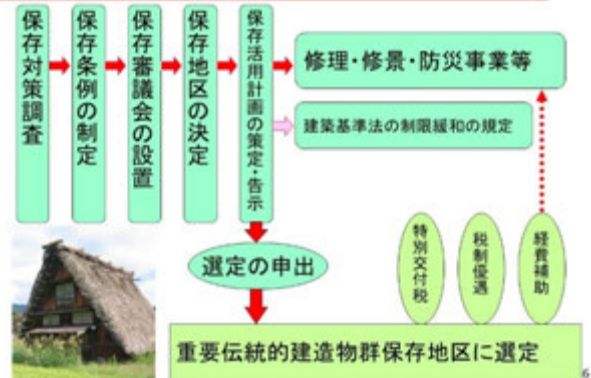 保存対策調査
保存条例の制定
保存審議会の設置
保存地区の決定
保存活用計画の策定・告示
修理・修景・防災事業等
建築基準法の制限緩和の規定
選定の申出
特別交付税
税制優遇
経費補助
重要伝統的建造物群保存地区に選定
6